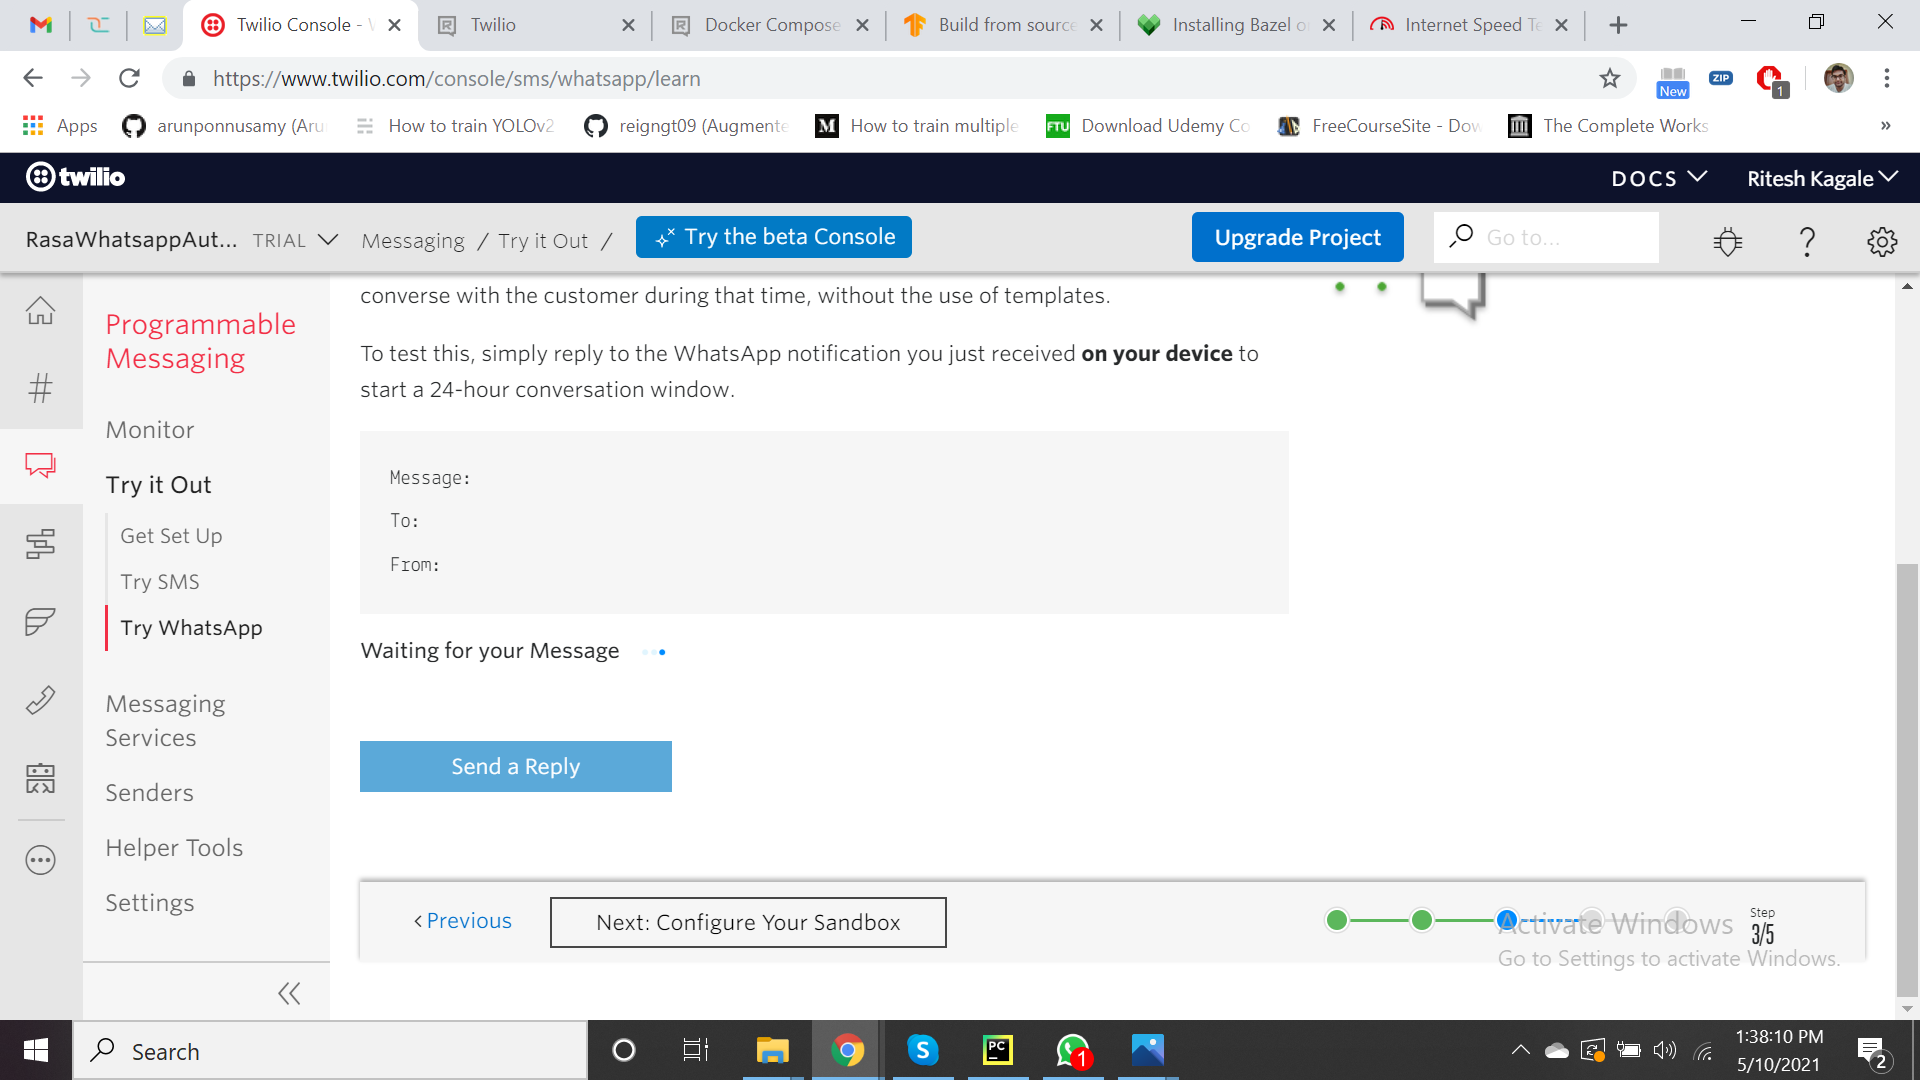 Twilio Console - W
Twilio
Docker Compose
Build from source
Installing Bazel o
Internet Speed Te
https://www.twilio.com/console/sms/whatsapp/learn
New
ZIP
1
Apps
arunponnusamy (Aru
How to train YOLOv2
reigngt09 (Augmente
M
How to train multiple
FTU
Download Udemy Co
FreeCourseSite - Dow
The Complete Works
»
twilio
DOCS
Ritesh Kagale
RasaWhatsappAut...
TRIAL
Messaging / Try it Out /
Try the beta Console
Upgrade Project
Go to...
?
converse with the customer during that time, without the use of templates.
Programmable
Messaging
To test this, simply reply to the WhatsApp notification you just received on your device to
start a 24-hour conversation window.
Monitor
Try it Out
Get Set Up
Try SMS
Try WhatsApp
Messaging
Services
Senders
Helper Tools
Settings
Message:
To:
From:
Waiting for your Message
Send a Reply
Previous
Next: Configure Your Sandbox
Step
3/5
Activate Windows
Go to Settings to activate Windows.
Search
S
PC
1
1:38:10 PM
5/10/2021
2